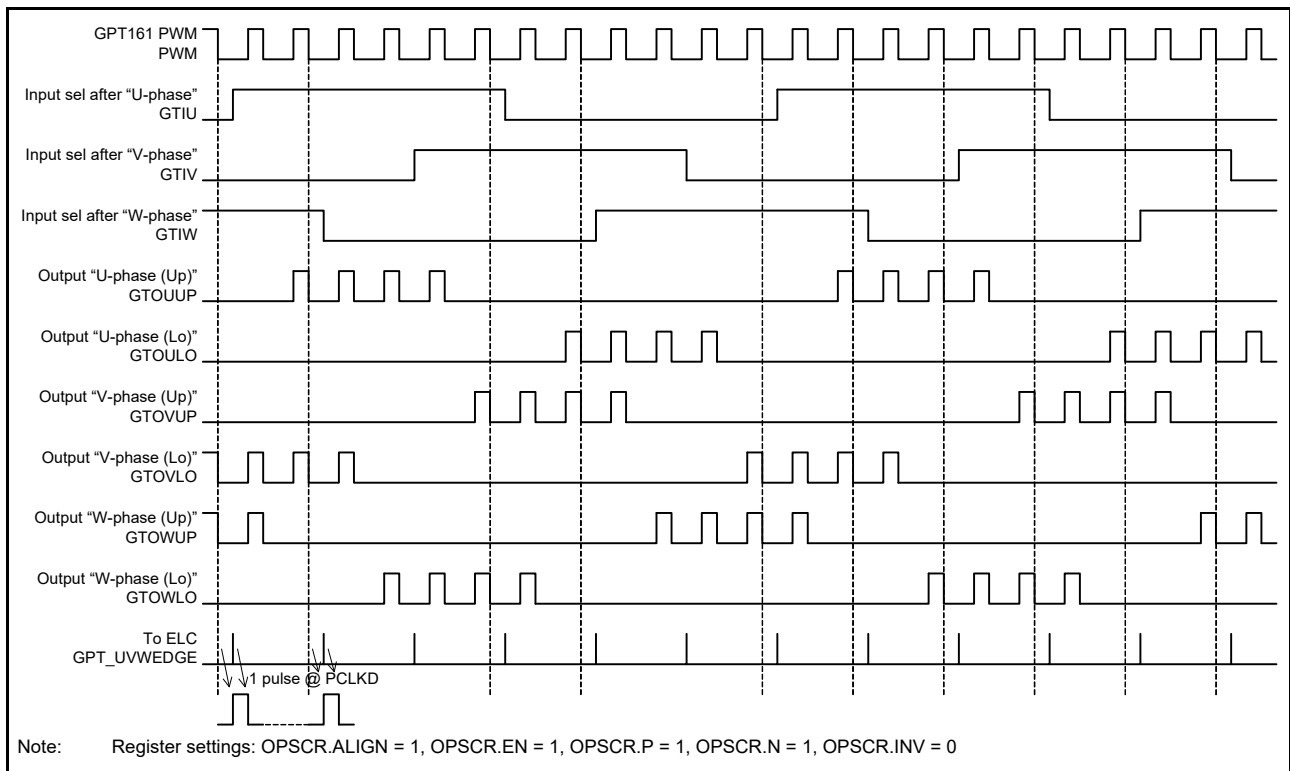 GPT161 PWM
PWM
Input sel after “U-phase”
GTIU
Input sel after “V-phase”
GTIV
Input sel after “W-phase”
GTIW
Output “U-phase (Up)”
GTOUUP
Output “U-phase (Lo)”
GTOULO
Output “V-phase (Up)”
GTOVUP
Output “V-phase (Lo)”
GTOVLO
Output “W-phase (Up)”
GTOWUP
Output “W-phase (Lo)”
GTOWLO
To ELC
GPT_UVWEDGE
1 pulse @ PCLKD
Note: Register settings: OPSCR.ALIGN = 1, OPSCR.EN = 1, OPSCR.P = 1, OPSCR.N = 1, OPSCR.INV = 0